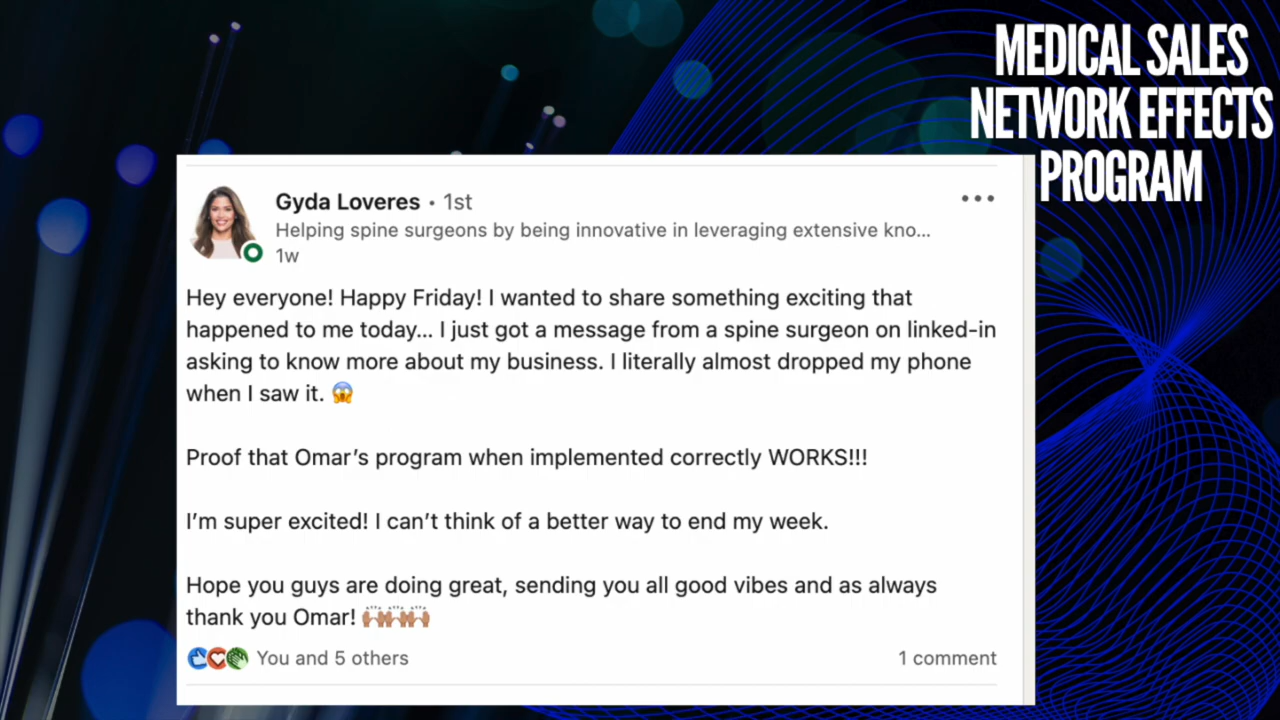 MEDICAL SALES
NETWORK EFFECTS
PROGRAM
Gyda Loveres • 1st
Helping spine surgeons by being innovative in leveraging extensive kno...
1w
Hey everyone! Happy Friday! I wanted to share something exciting that
happened to me today... I just got a message from a spine surgeon on linked-in
asking to know more about my business. I literally almost dropped my phone
when I saw it. 😱
Proof that Omar’s program when implemented correctly WORKS!!!
I’m super excited! I can’t think of a better way to end my week.
Hope you guys are doing great, sending you all good vibes and as always
thank you Omar! 🙌🏽🙌🏽🙌🏽
You and 5 others
1 comment